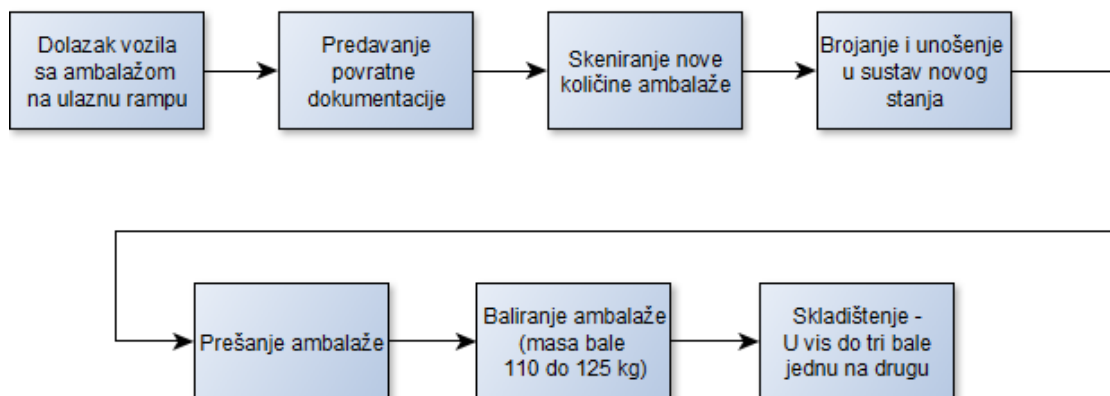 Dolazak vozila
sa ambalažom
na ulaznu rampu
Predavanje
povratne
dokumentacije
Skeniranje nove
količine ambalaže
Brojanje i unošenje
u sustav novog
stanja
Prešanje ambalaže
Baliranje ambalaže
(masa bale
110 do 125 kg)
Skladištenje -
U vis do tri bale
jednu na drugu